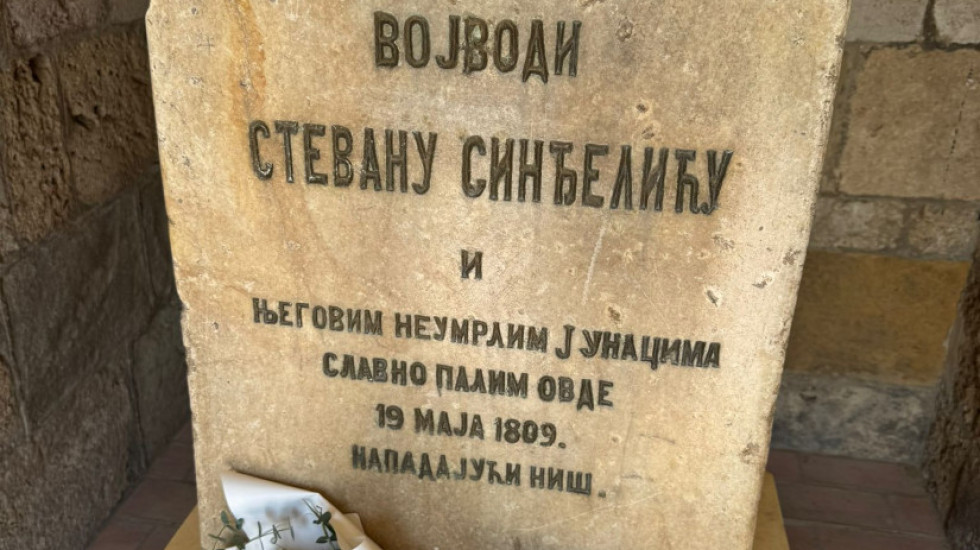 ВОЈВОДИ
СТЕВАНУ СИНЂЕЛИЋУ
И
ЊЕГОВИМ НЕУМРЛИМ ЈУНАЦИМА
СЛАВНО ПАЛИМ ОВДЕ
19 МАЈА 1809.
НАПАДАЈУЋИ НИШ.